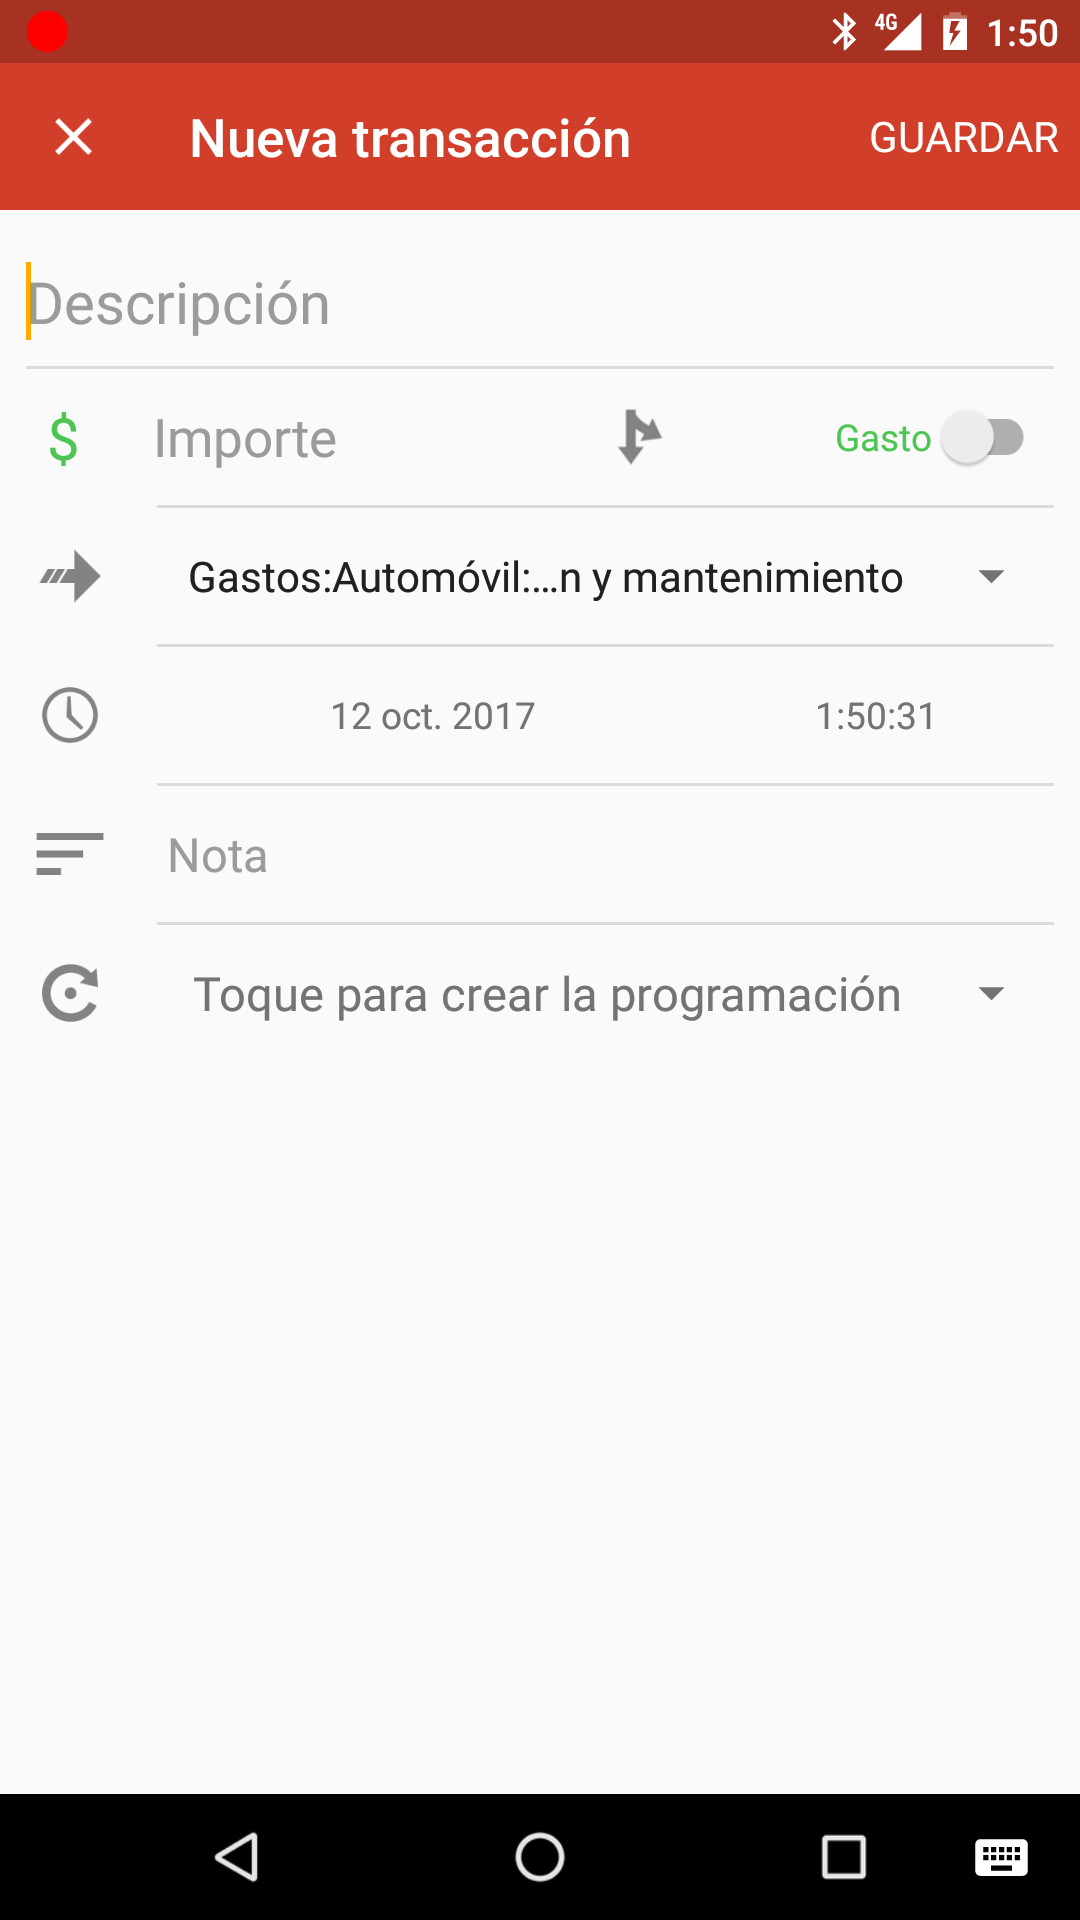 4G 1:50
Nueva transacción GUARDAR
Descripción
$ Importe Gasto
Gastos:Automóvil:...n y mantenimiento
12 oct. 2017 1:50:31
Nota
Toque para crear la programación